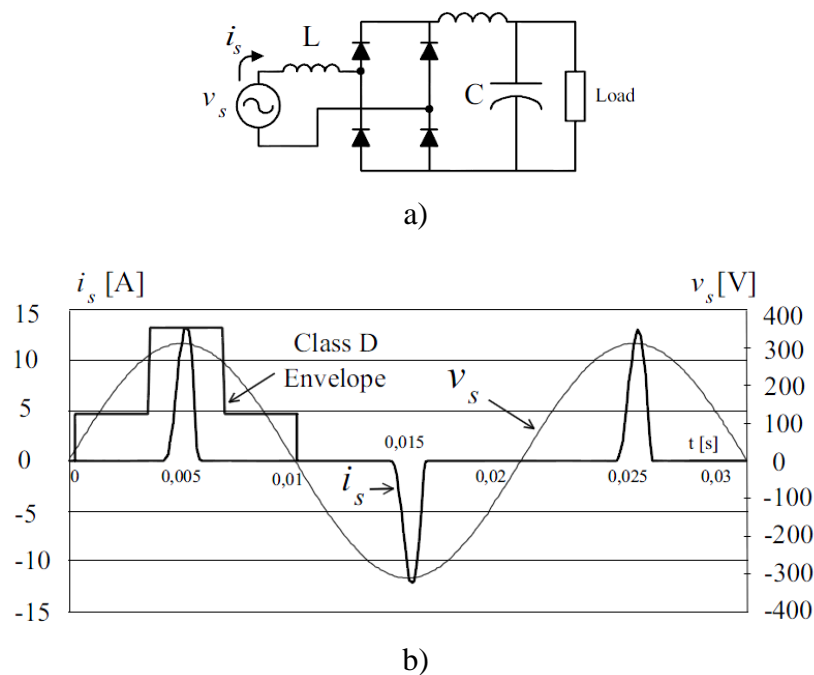 i_s
L
v_s
C
Load
a)
i_s [A]
v_s[V]
15
10
5
0
-5
-10
-15
Class D
Envelope
v_s
i_s
0,015
t [s]
0
0,005
0,01
0,02
0,025
0,03
400
300
200
100
0
-100
-200
-300
-400
b)